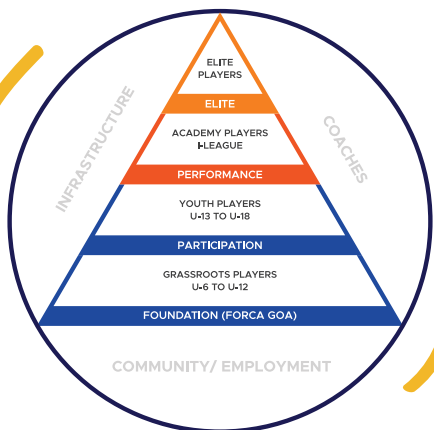 ELITE
PLAYERS
ELITE
INFRASTRUCTURE
COACHES
ACADEMY PLAYERS
I-LEAGUE
PERFORMANCE
YOUTH PLAYERS
U-13 TO U-18
PARTICIPATION
GRASSROOTS PLAYERS
U-6 TO U-12
FOUNDATION (FORCA GOA)
COMMUNITY/ EMPLOYMENT